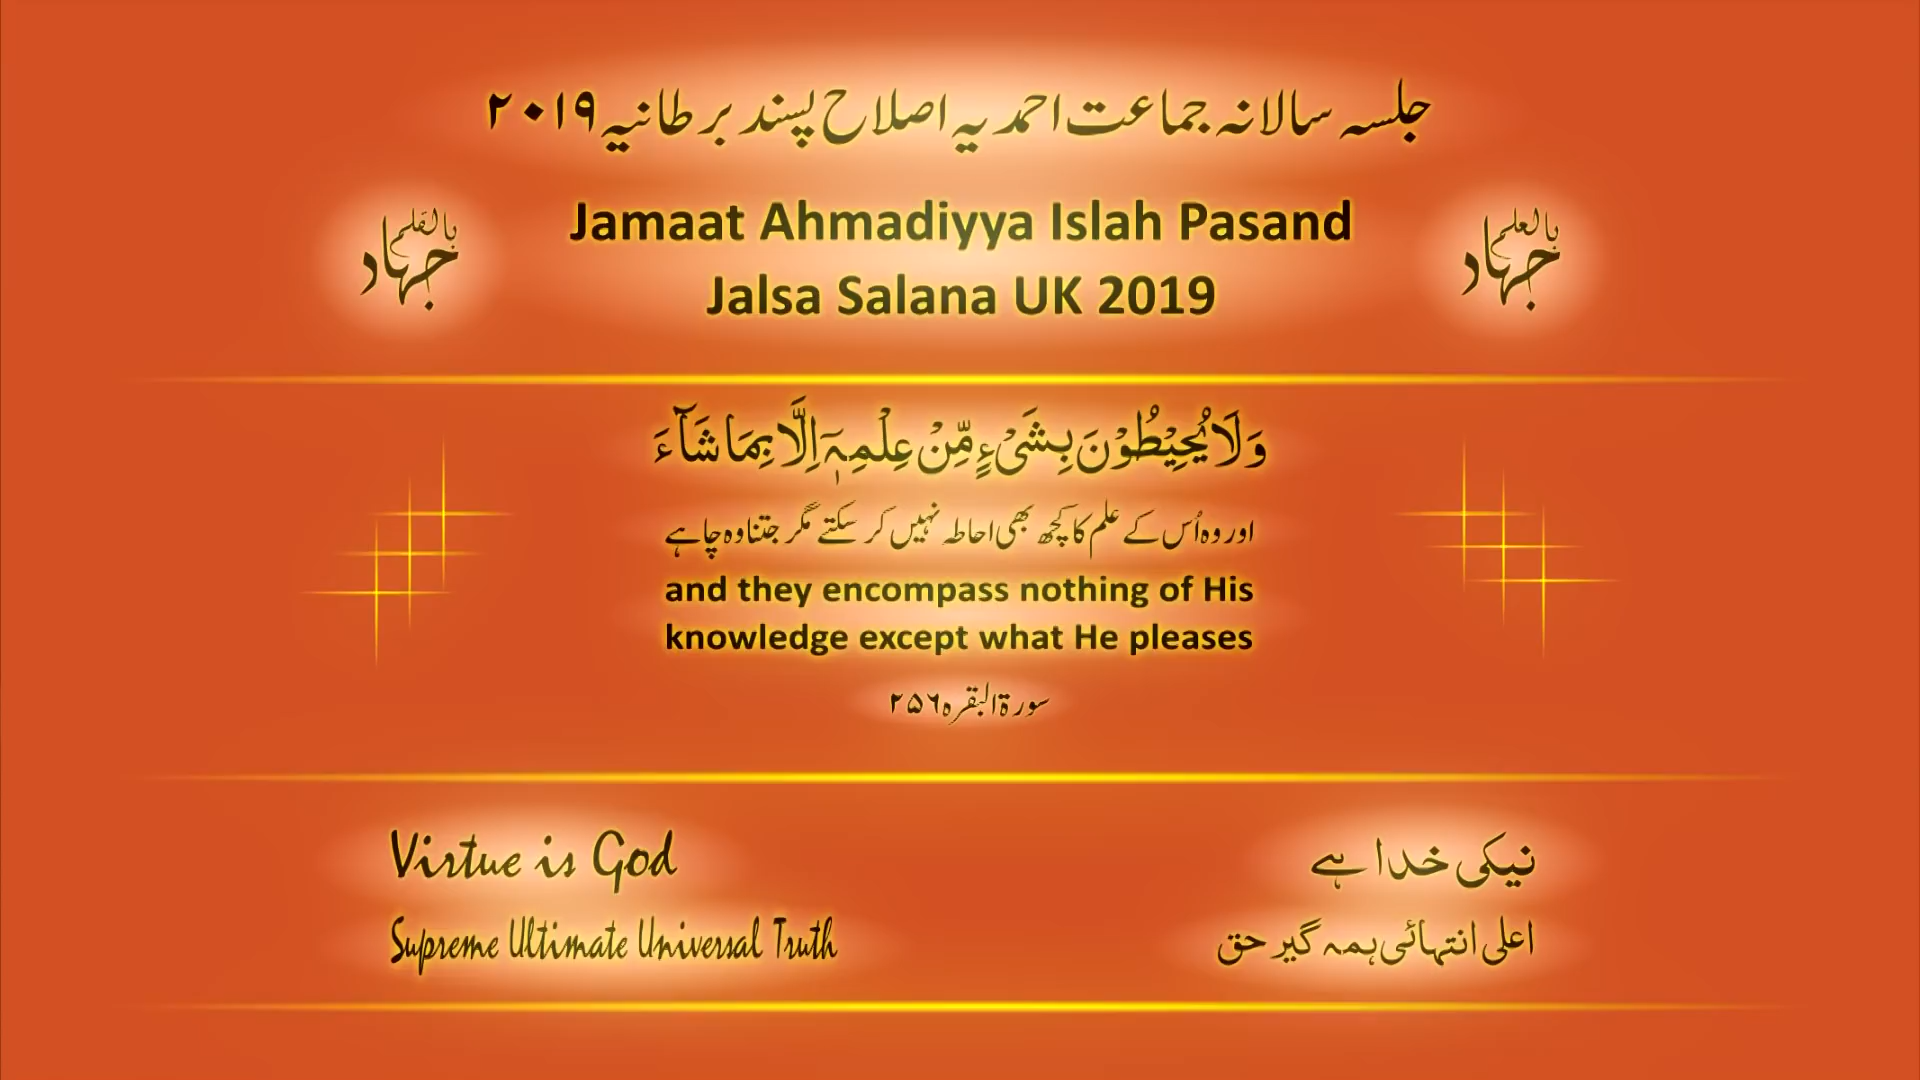 جلسہ سالانہ جماعت احمدیہ اصلاح پسند برطانیہ ۲۰۱۹
Jamaat Ahmadiyya Islah Pasand
Jalsa Salana UK 2019
جہاد بالقلم
جہاد بالعلم
وَلَا يُحِيْطُوْنَ بِشَىْءٍ مِّنْ عِلْمِهٖٓ اِلَّا بِمَا شَآءَ
اور وہ اُس کے علم کا کچھ بھی احاطہ نہیں کر سکتے مگر جتنا وہ چاہے
and they encompass nothing of His
knowledge except what He pleases
سورۃ البقرہ ۲۵۶
Virtue is God
نیکی خدا ہے
Supreme Ultimate Universal Truth
اعلی انتہائی ہمہ گیر حق